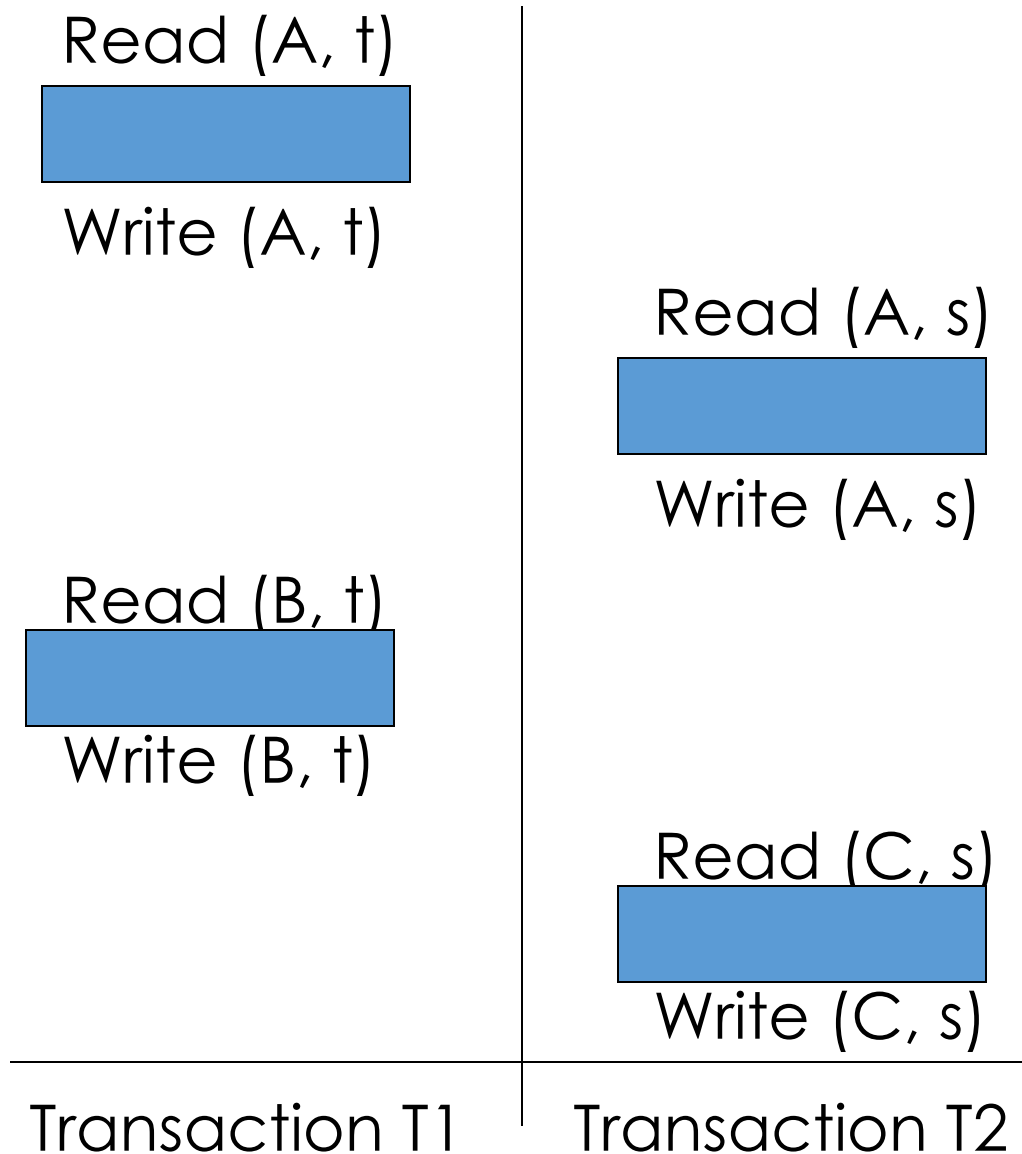 Read (A, t)
Write (A, t)
Read (A, s)
Write (A, s)
Read (B, t)
Write (B, t)
Read (C, s)
Write (C, s)
Transaction T1
Transaction T2